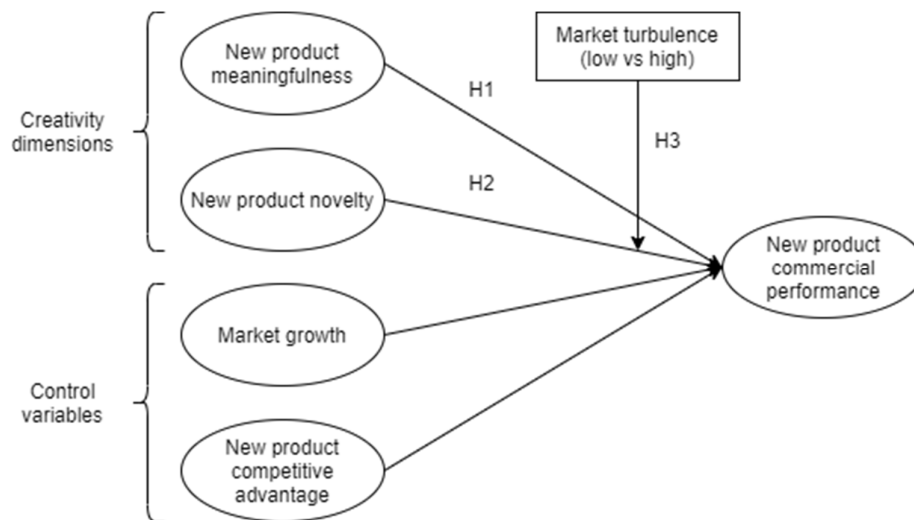 New product
meaningfulness
Market turbulence
(low vs high)
H1
Creativity
dimensions
H3
H2
New product novelty
New product
commercial
performance
Market growth
Control
variables
New product
competitive
advantage